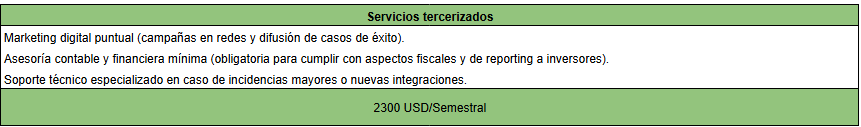 Servicios tercerizados
Marketing digital puntual (campañas en redes y difusión de casos de éxito).
Asesoría contable y financiera mínima (obligatoria para cumplir con aspectos fiscales y de reporting a inversores).
Soporte técnico especializado en caso de incidencias mayores o nuevas integraciones.
2300 USD/Semestral